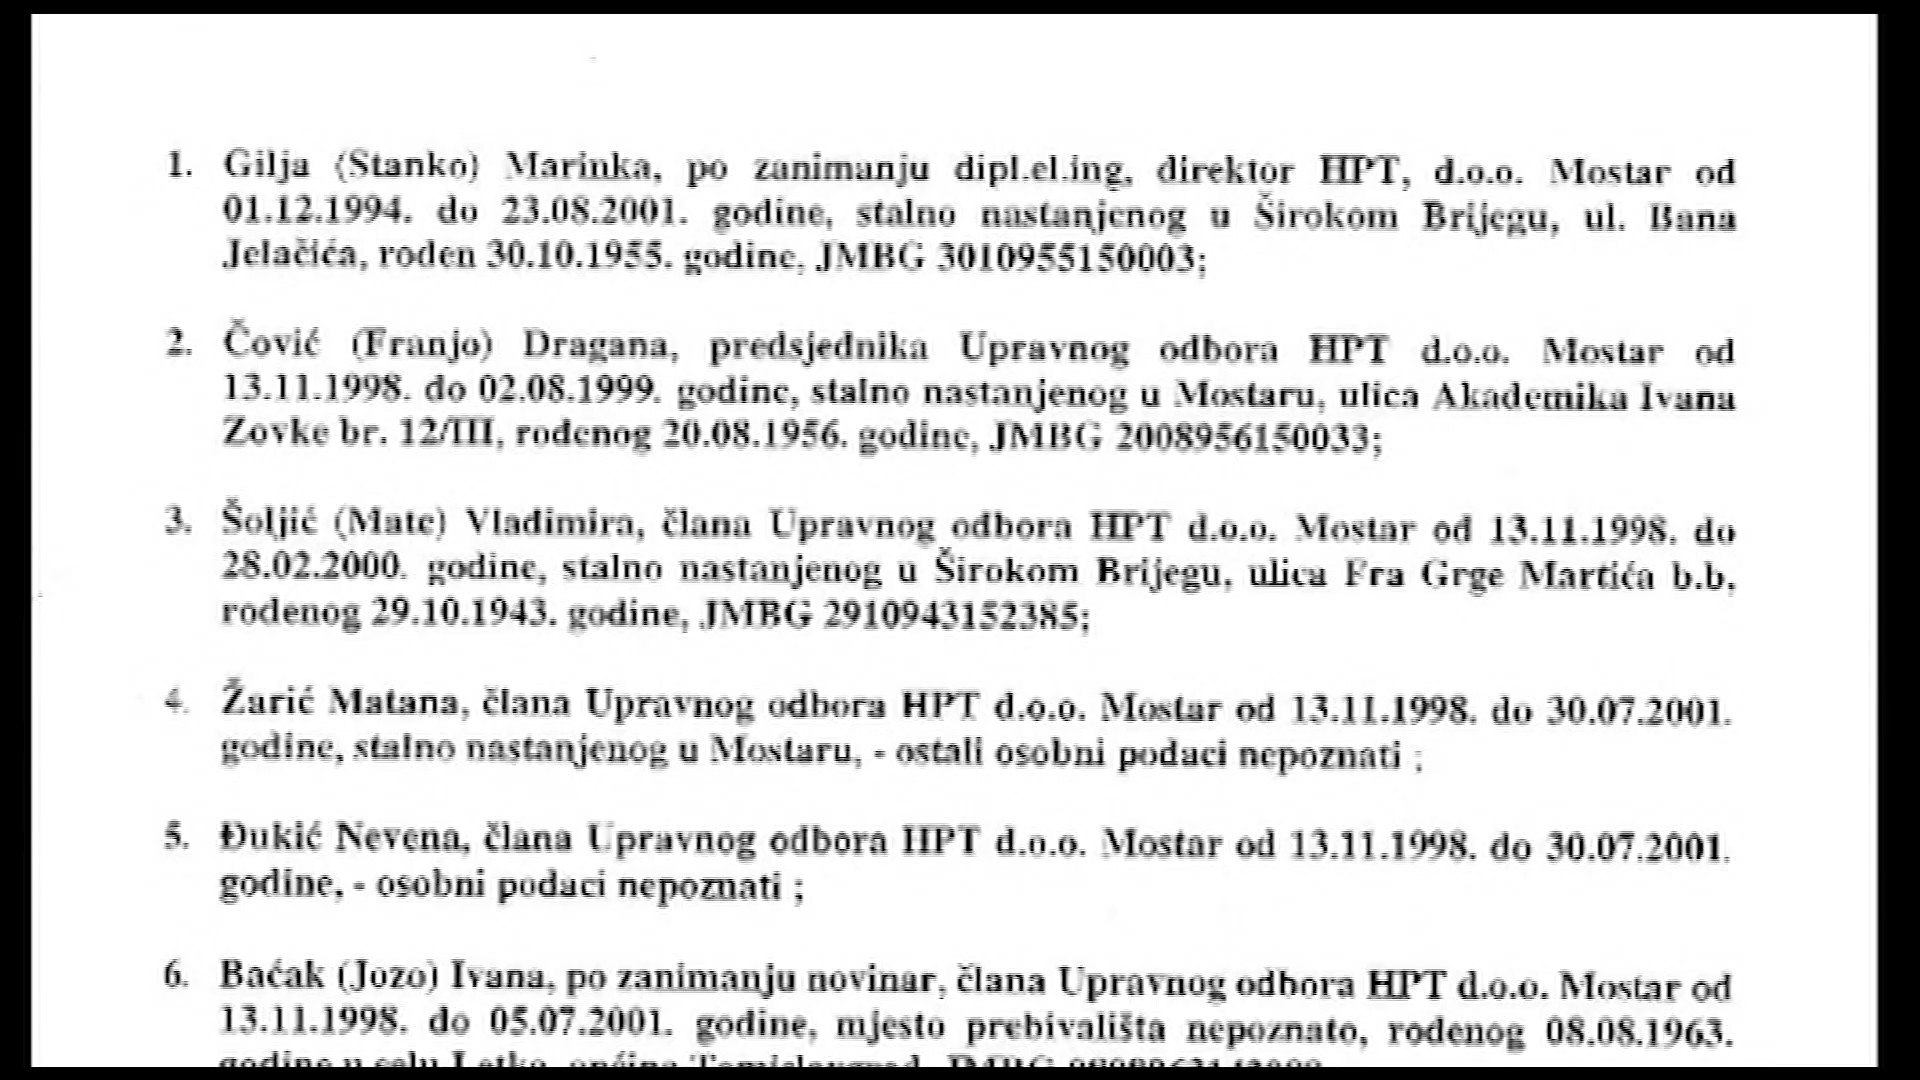 1. Gilja (Stanko) Marinka, po zanimanju dipl.el.ing, direktor HPT, d.o.o. Mostar od
01.12.1994. do 23.08.2001. godine, stalno nastanjenog u Širokom Brijegu, ul. Bana
Jelačića, rođen 30.10.1955. godine, JMBG 3010955150003;
2. Čović (Franjo) Dragana, predsjednika Upravnog odbora HPT d.o.o. Mostar od
13.11.1998. do 02.08.1999. godine, stalno nastanjenog u Mostaru, ulica Akademika Ivana
Zovke br. 12/III, rođenog 20.08.1956. godine, JMBG 2008956150033;
3. Šoljić (Mate) Vladimira, člana Upravnog odbora HPT d.o.o. Mostar od 13.11.1998. do
28.02.2000. godine, stalno nastanjenog u Širokom Brijegu, ulica Fra Grge Martića b.b,
rođenog 29.10.1943. godine, JMBG 2910943152385;
4. Žarić Matana, člana Upravnog odbora HPT d.o.o. Mostar od 13.11.1998. do 30.07.2001.
godine, stalno nastanjenog u Mostaru, - ostali osobni podaci nepoznati ;
5. Đukić Nevena, člana Upravnog odbora HPT d.o.o. Mostar od 13.11.1998. do 30.07.2001.
godine, - osobni podaci nepoznati ;
6. Baćak (Jozo) Ivana, po zanimanju novinar, člana Upravnog odbora HPT d.o.o. Mostar od
13.11.1998. do 05.07.2001. godine, mjesto prebivališta nepoznato, rođenog 08.08.1963.
godine u selu Letka, općina Tomislavgrad, JMBG